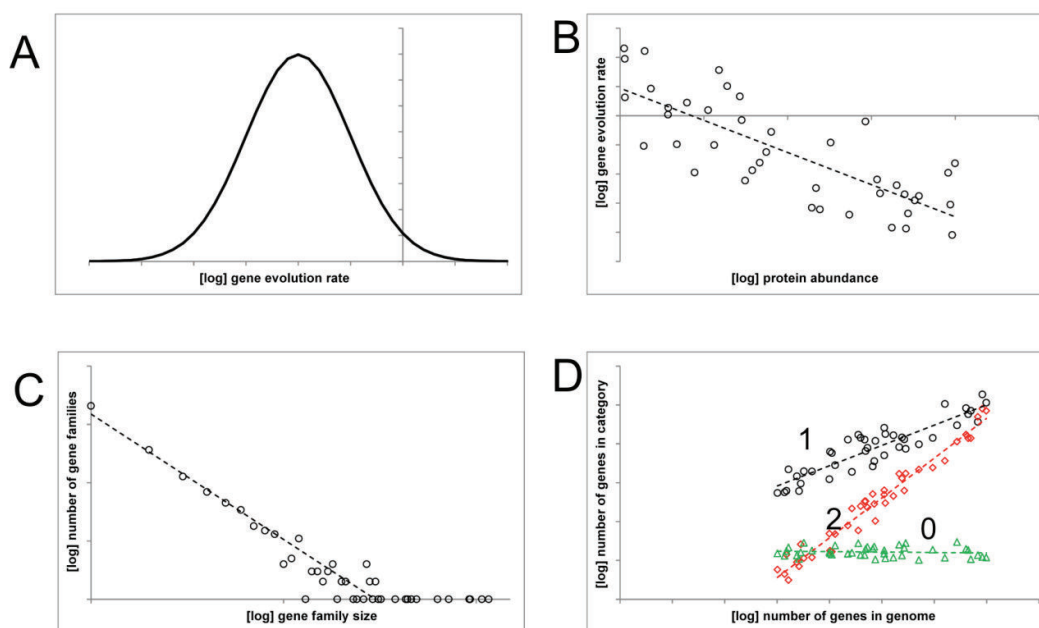 A
[log] gene evolution rate
B
[log] gene evolution rate
[log] protein abundance
C
[log] number of gene families
[log] gene family size
D
[log] number of genes in category
1
2
0
[log] number of genes in genome